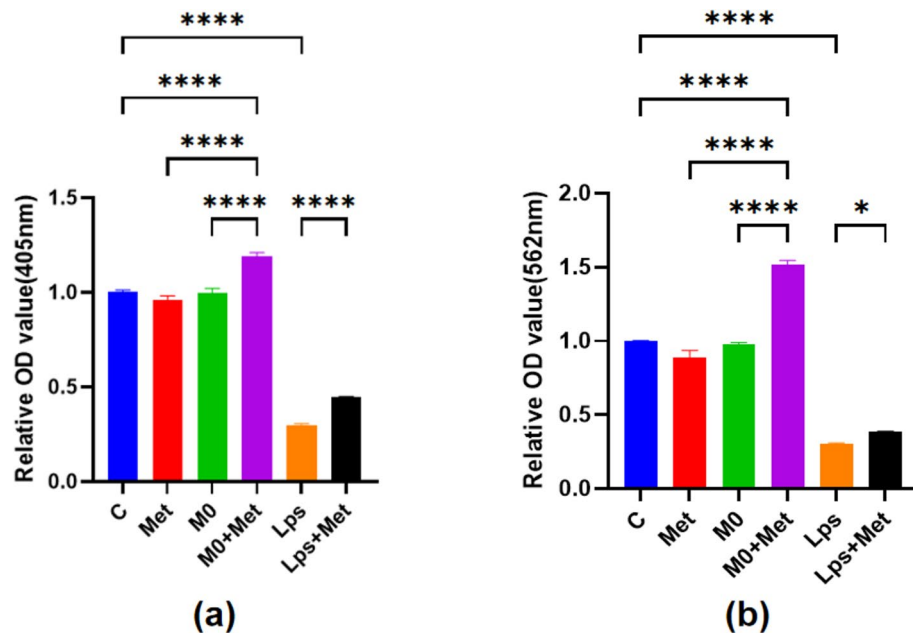 ****
****
****
**** ****
Relative OD value(405nm)
1.5
1.0
0.5
0.0
C Met M0 M0+Met Lps Lps+Met
(a)
****
****
****
**** *
Relative OD value(562nm)
2.0
1.5
1.0
0.5
0.0
C Met M0 M0+Met Lps Lps+Met
(b)